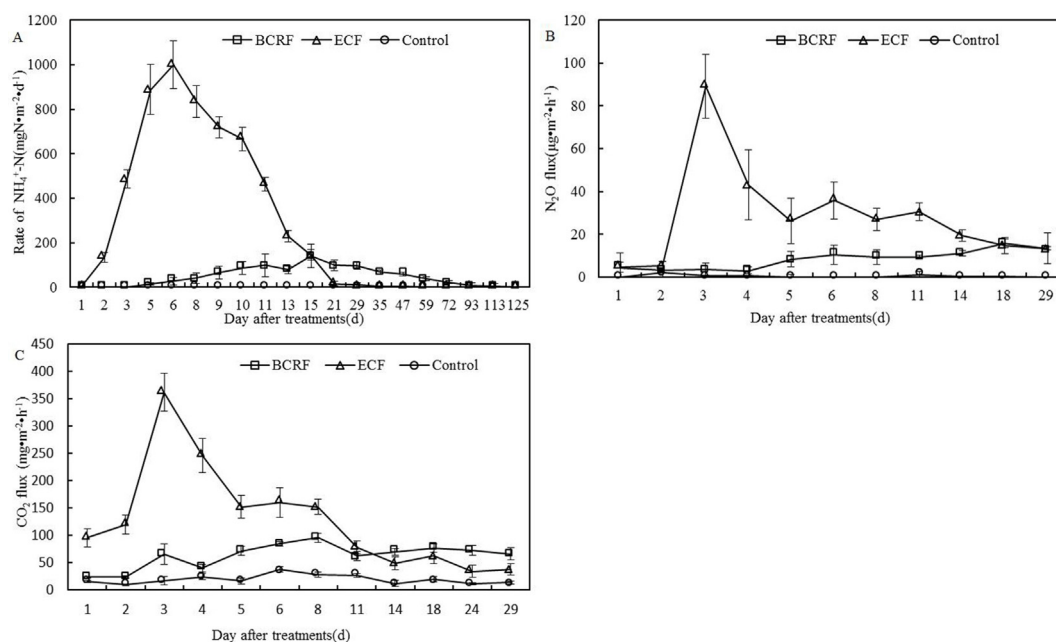 A
BCRF ECF Control
1200
1000
800
600
400
200
0
Rate of NH₄⁺-N(mgN•m⁻²•d⁻¹)
1 2 3 5 6 8 9 10 11 13 15 21 29 35 47 59 72 93 113 125
Day after treatments(d)
B
BCRF ECF Control
120
100
80
60
40
20
0
N₂O flux(μg•m⁻²•h⁻¹)
1 2 3 4 5 6 8 11 14 18 29
Day after treatments(d)
C
BCRF ECF Control
450
400
350
300
250
200
150
100
50
0
CO₂ flux (mg•m⁻²•h⁻¹)
1 2 3 4 5 6 8 11 14 18 24 29
Day after treatments(d)